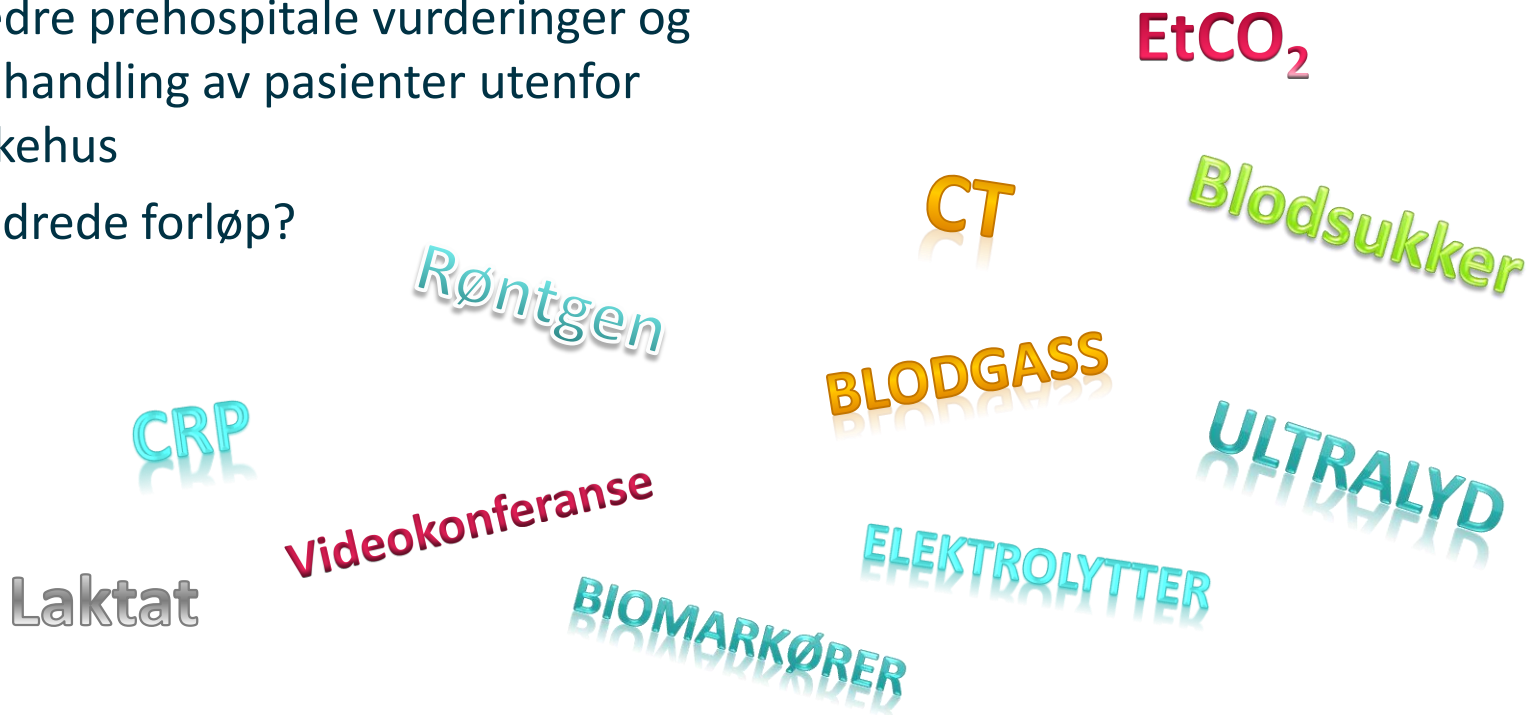 edre prehospitale vurderinger og
handling av pasienter utenfor
kehus
drede forløp?
EtCO₂
CT
Blodsukker
Røntgen
BLODGASS
CRP
ULTRALYD
Videokonferanse
ELEKTROLYTTER
Laktat
BIOMARKØRER